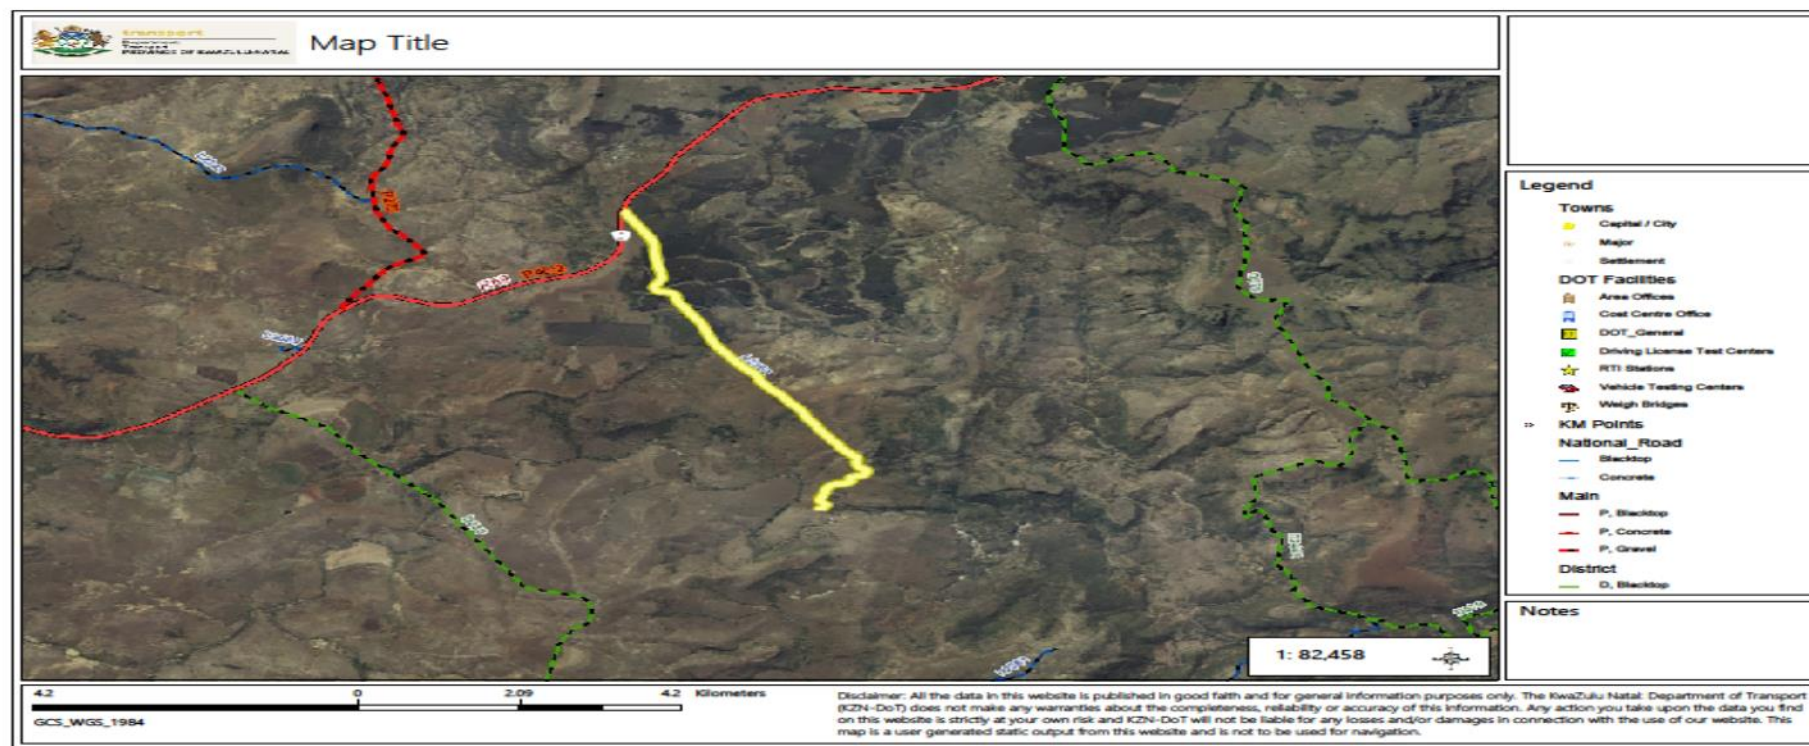 transport
Department:
Transport
PROVINCE OF KWAZULU-NATAL
Map Title
Legend
Towns
Capital / City
Major
Settlement
DOT Facilities
Area Offices
Cost Centre Office
DOT_General
Driving License Test Centers
RTI Stations
Vehicle Testing Centers
Weigh Bridges
KM Points
National_Road
Blacktop
Concrete
Main
P, Blacktop
P, Concrete
P, Gravel
District
D, Blacktop
Notes
1: 82,458
4.2 0 2.09 4.2 Kilometers
GCS_WGS_1984
Disclaimer: All the data in this website is published in good faith and for general information purposes only. The KwaZulu Natal: Department of Transport
(KZN-DoT) does not make any warranties about the completeness, reliability or accuracy of this information. Any action you take upon the data you find
on this website is strictly at your own risk and KZN-DoT will not be liable for any losses and/or damages in connection with the use of our website. This
map is a user generated static output from this website and is not to be used for navigation.